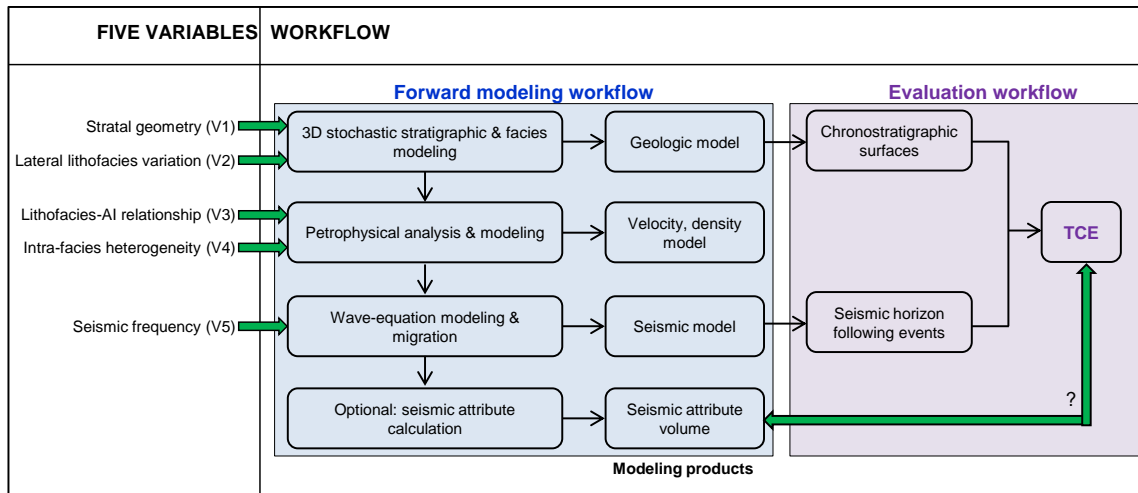 FIVE VARIABLES
WORKFLOW
Forward modeling workflow
Evaluation workflow
Stratal geometry (V1)
Lateral lithofacies variation (V2)
3D stochastic stratigraphic & facies
modeling
Geologic model
Chronostratigraphic
surfaces
Lithofacies-AI relationship (V3)
Intra-facies heterogeneity (V4)
Petrophysical analysis & modeling
Velocity, density
model
TCE
Seismic frequency (V5)
Wave-equation modeling &
migration
Seismic model
Seismic horizon
following events
Optional: seismic attribute
calculation
Seismic attribute
volume
?
Modeling products